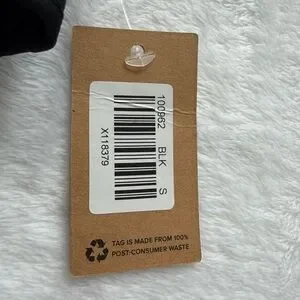 100962 BLK S
X118379
TAG IS MADE FROM 100%
POST-CONSUMER WASTE